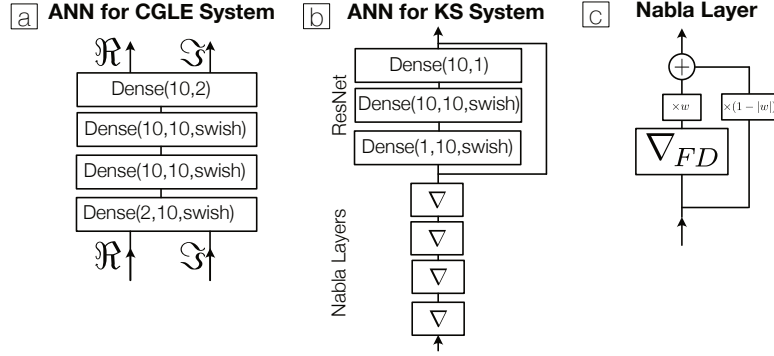 a ANN for CGLE System
ℜ ℑ
Dense(10,2)
Dense(10,10,swish)
Dense(10,10,swish)
Dense(2,10,swish)
ℜ ℑ
b ANN for KS System
ResNet
Dense(10,1)
Dense(10,10,swish)
Dense(1,10,swish)
Nabla Layers
∇
∇
∇
∇
c Nabla Layer
+
×w
×(1 − |w|)
∇FD